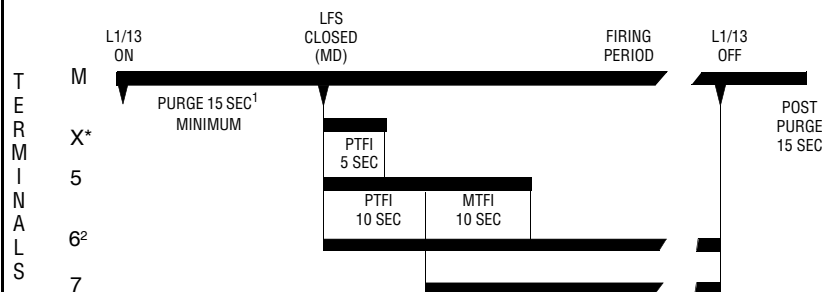 L1/13
ON
LFS
CLOSED
(MD)
FIRING
PERIOD
L1/13
OFF
TERMINALS
M
PURGE 15 SEC1
MINIMUM
POST
PURGE
15 SEC
X*
PTFI
5 SEC
5
PTFI
10 SEC
MTFI
10 SEC
6²
7